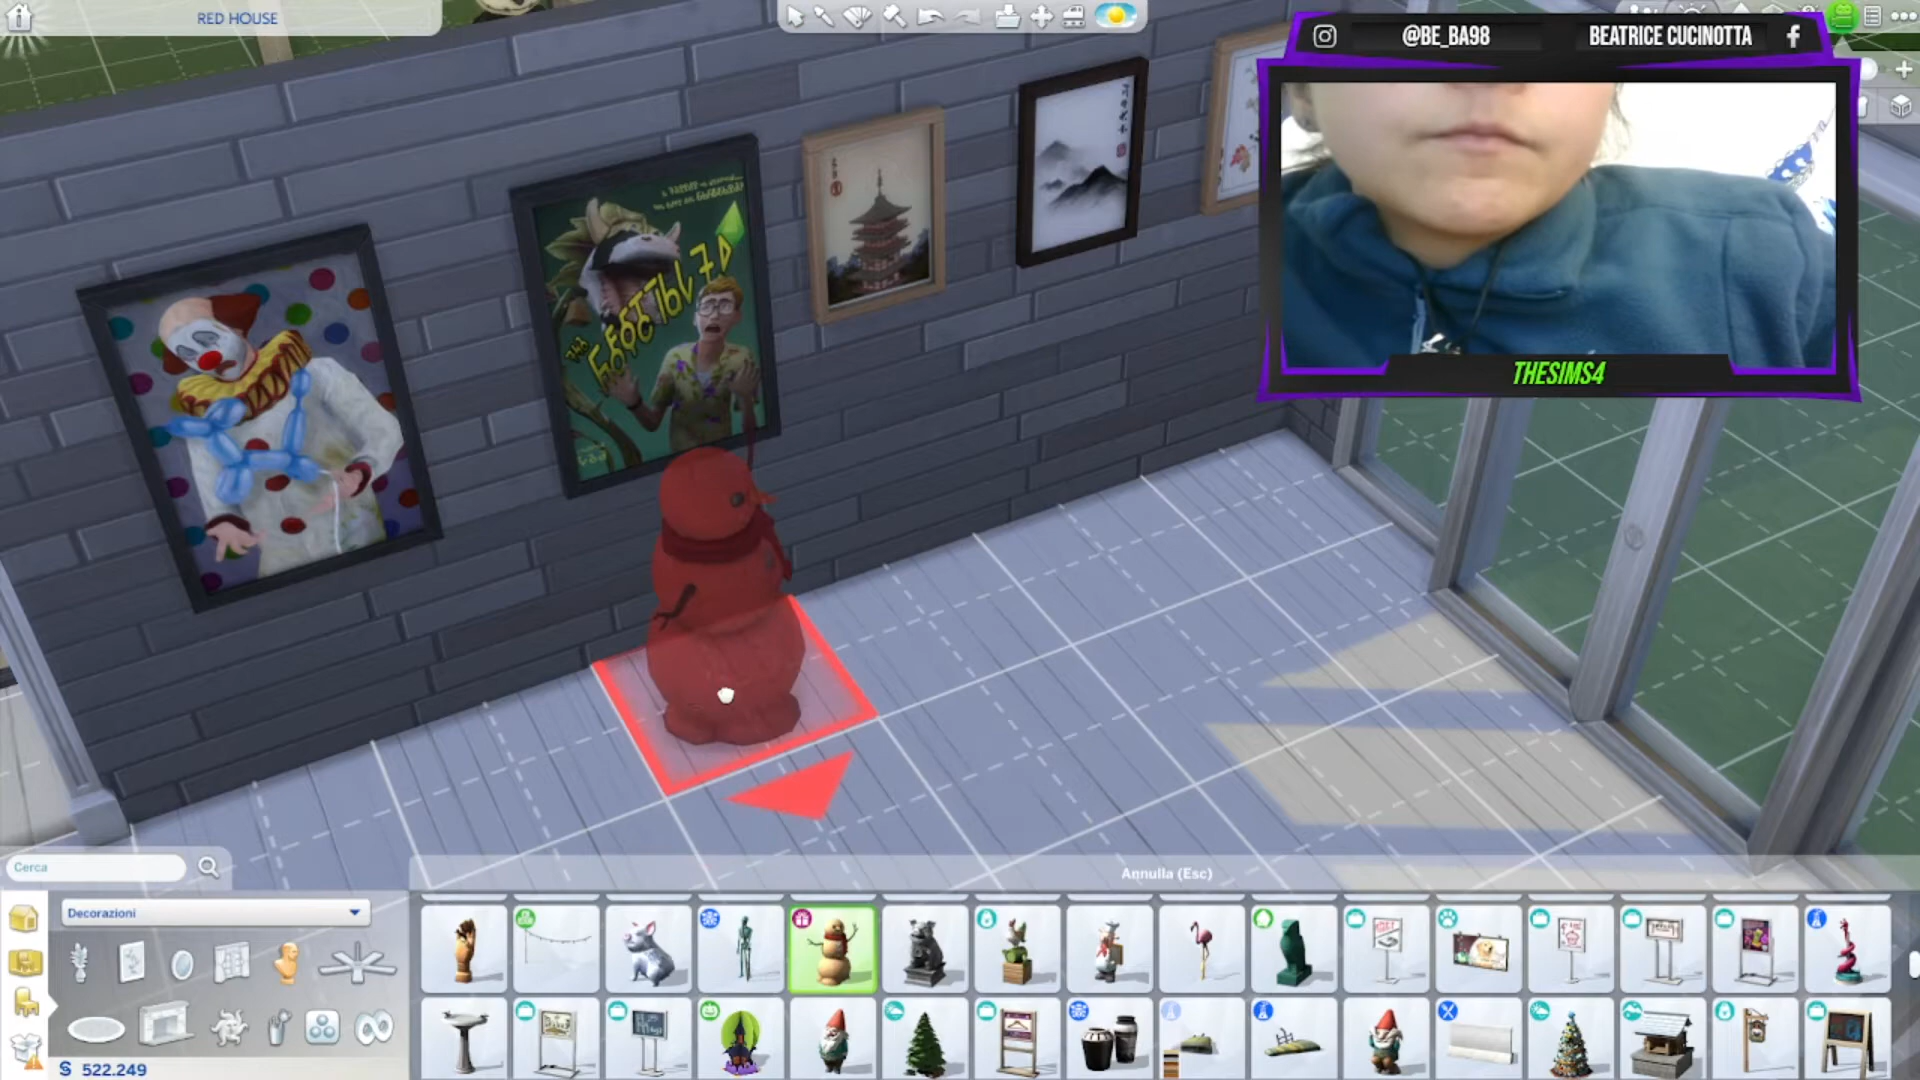 RED HOUSE
@BE_BA98
BEATRICE CUCINOTTA
THESIMS4
Cerca
Annulla (Esc)
Decorazioni
522.249